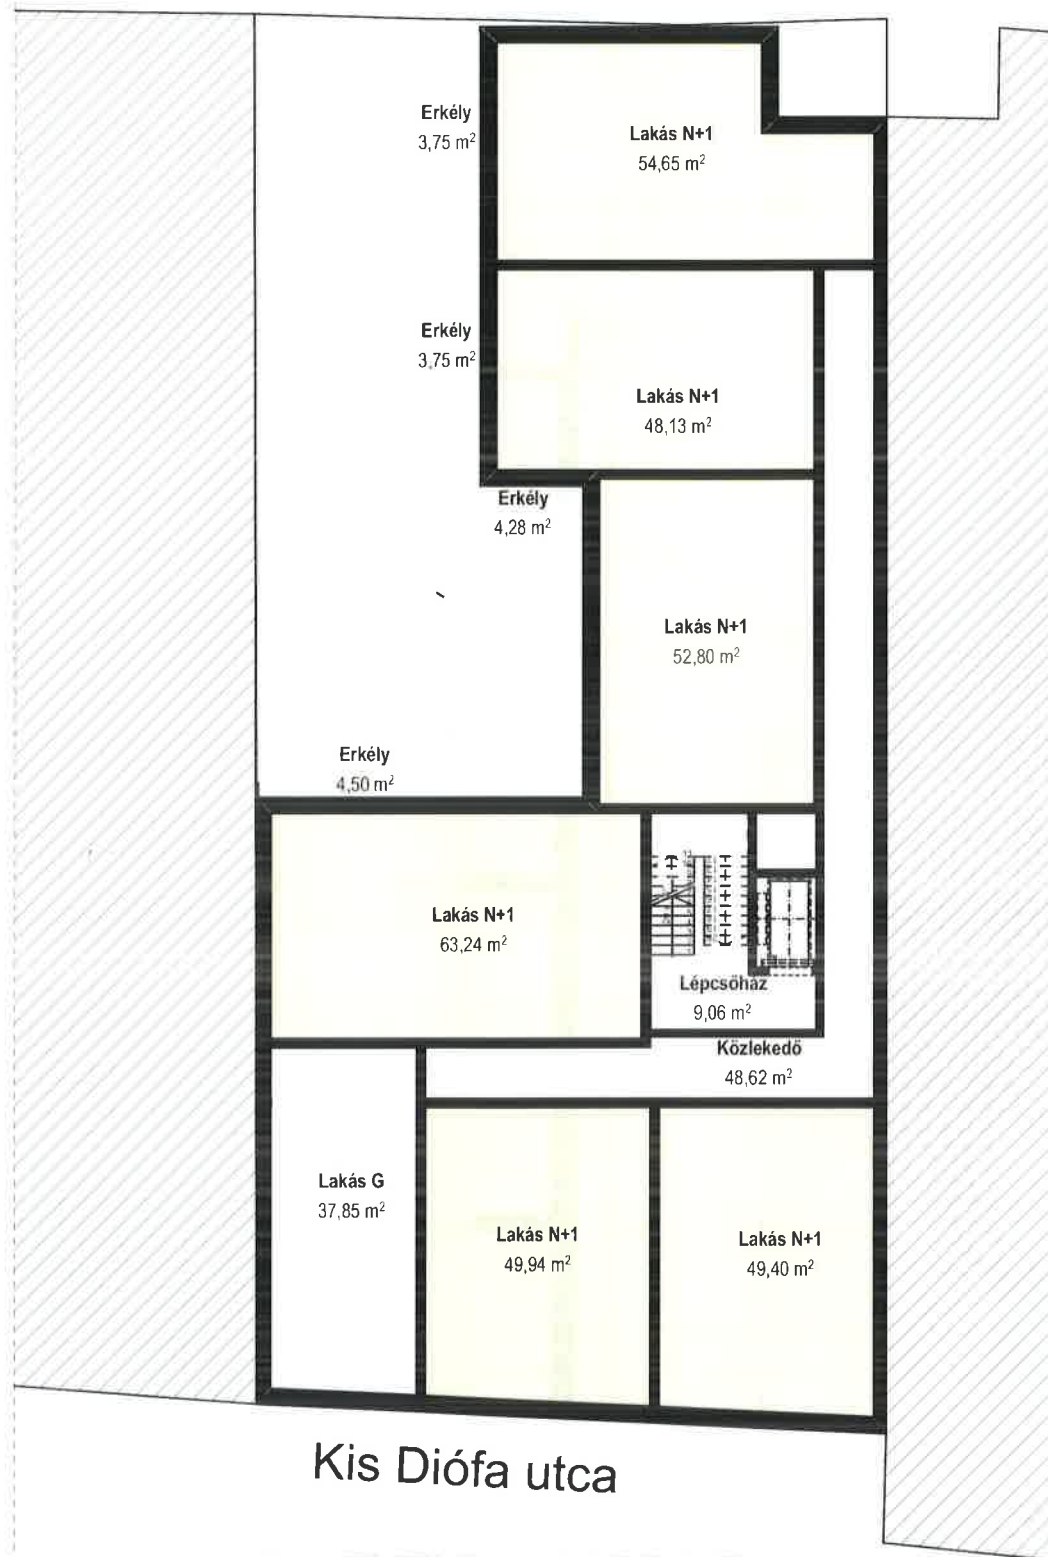 Erkély
3,75 m²
Lakás N+1
54,65 m²
Erkély
3,75 m²
Lakás N+1
48,13 m²
Erkély
4,28 m²
Lakás N+1
52,80 m²
Erkély
4,50 m²
Lakás N+1
63,24 m²
Lépcsőház
9,06 m²
Közlekedő
48,62 m²
Lakás G
37,85 m²
Lakás N+1
49,94 m²
Lakás N+1
49,40 m²
Kis Diófa utca